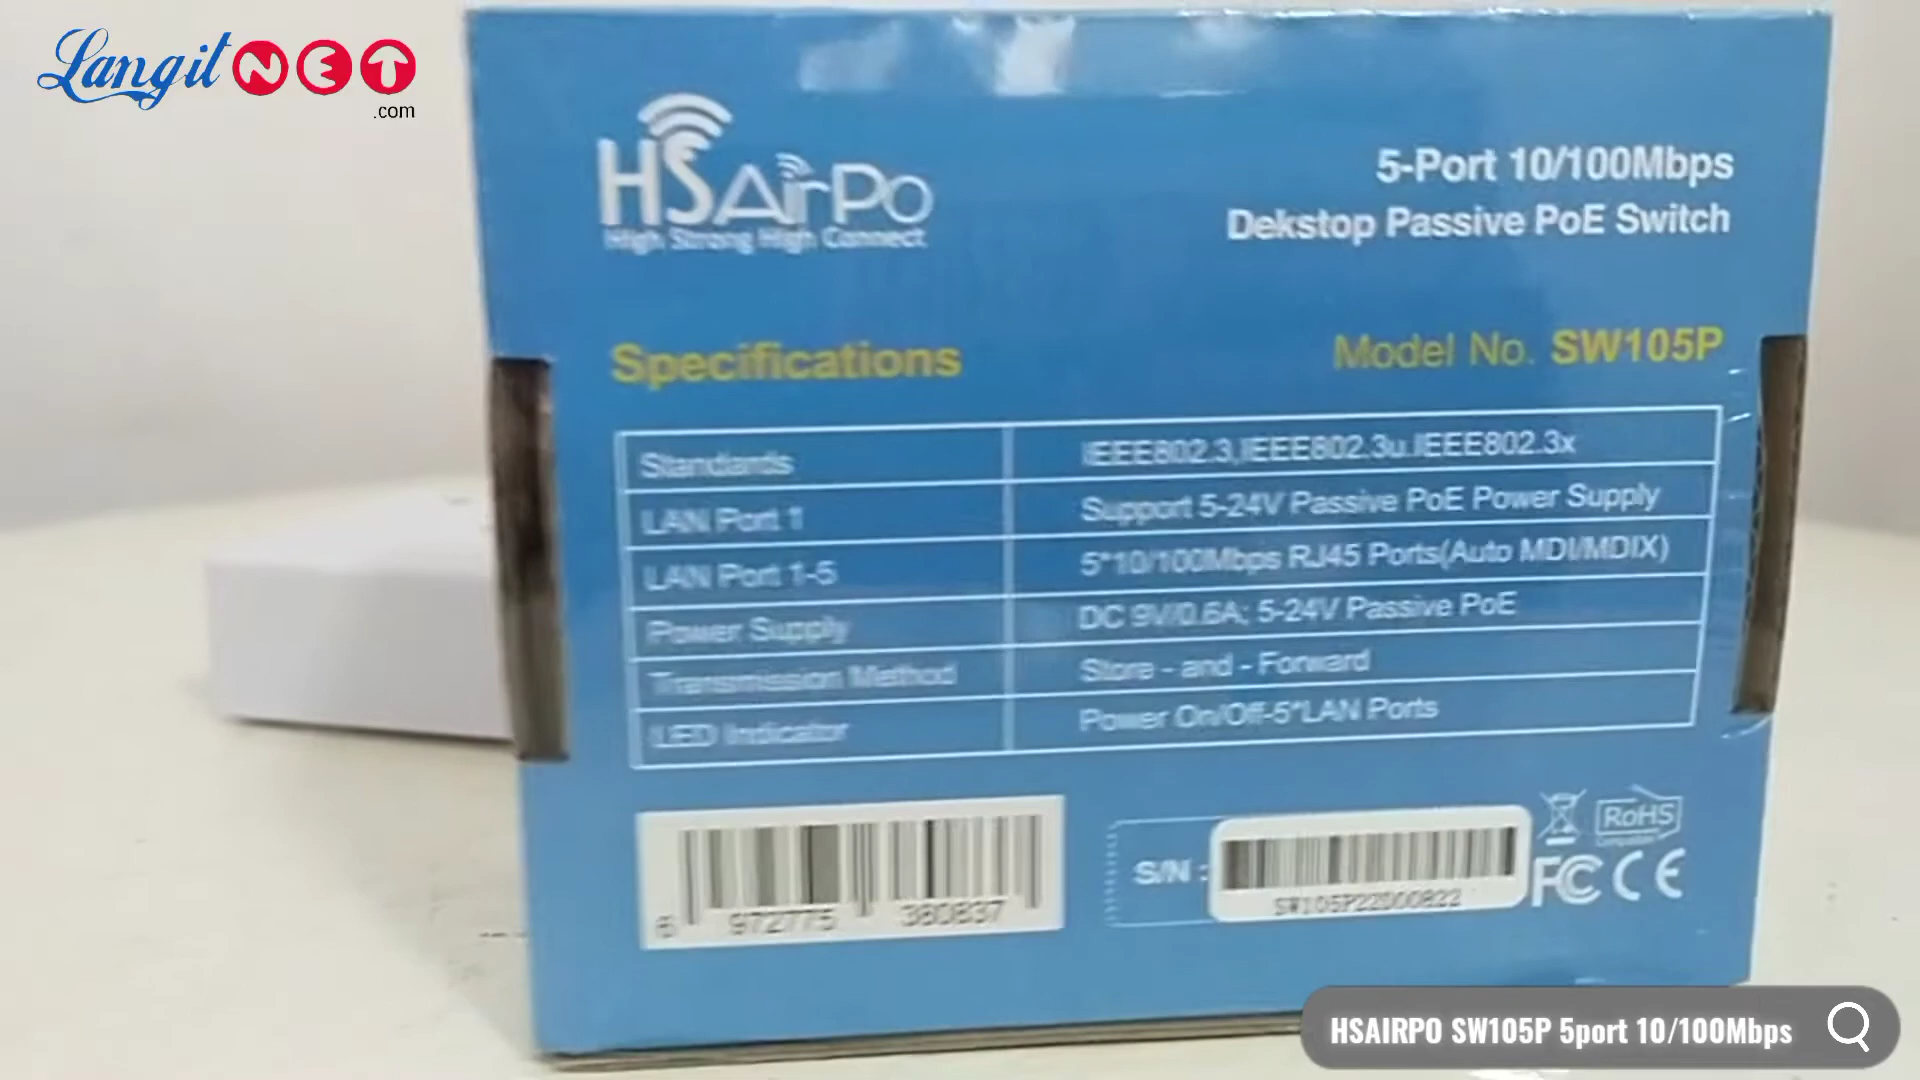 LangitNET
.com
HSAirPo
High Strong High Connect
5-Port 10/100Mbps
Dekstop Passive PoE Switch
Specifications
Model No. SW105P
Standards IEEE802.3,IEEE802.3u.IEEE802.3x
LAN Port 1 Support 5-24V Passive PoE Power Supply
LAN Port 1-5 5*10/100Mbps RJ45 Ports(Auto MDI/MDIX)
Power Supply DC 9V/0.6A; 5-24V Passive PoE
Transmission Method Store - and - Forward
LED Indicator Power On/Off-5*LAN Ports
6 972775 380837
S/N :
SW105P22D00822
RoHS
FC CE
HSAIRPO SW105P 5port 10/100Mbps